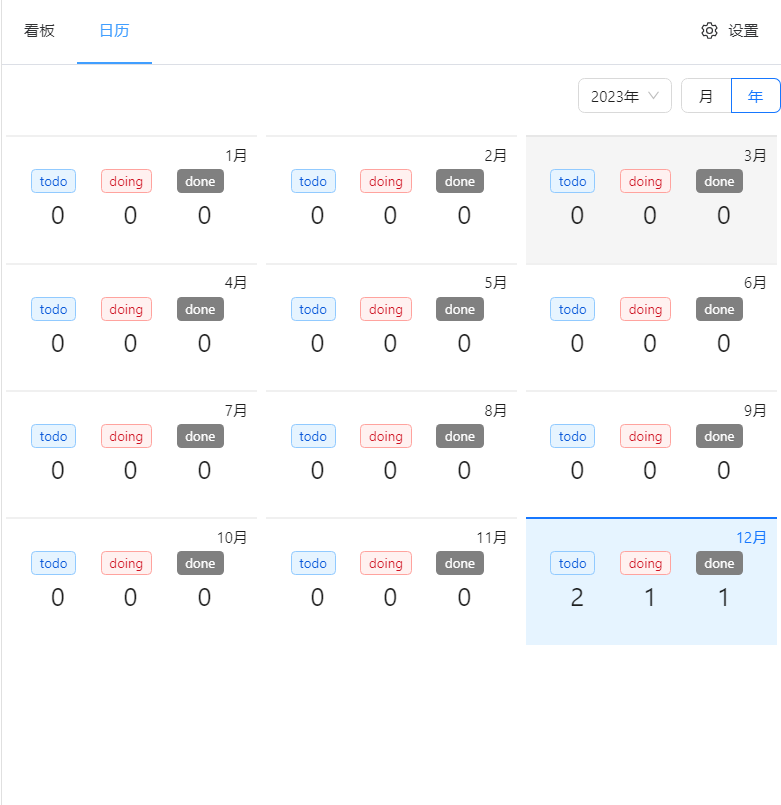 看板 日历 设置
2023年 月 年
1月 2月 3月
todo doing done todo doing done todo doing done
0 0 0 0 0 0 0 0 0
4月 5月 6月
todo doing done todo doing done todo doing done
0 0 0 0 0 0 0 0 0
7月 8月 9月
todo doing done todo doing done todo doing done
0 0 0 0 0 0 0 0 0
10月 11月 12月
todo doing done todo doing done todo doing done
0 0 0 0 0 0 2 1 1